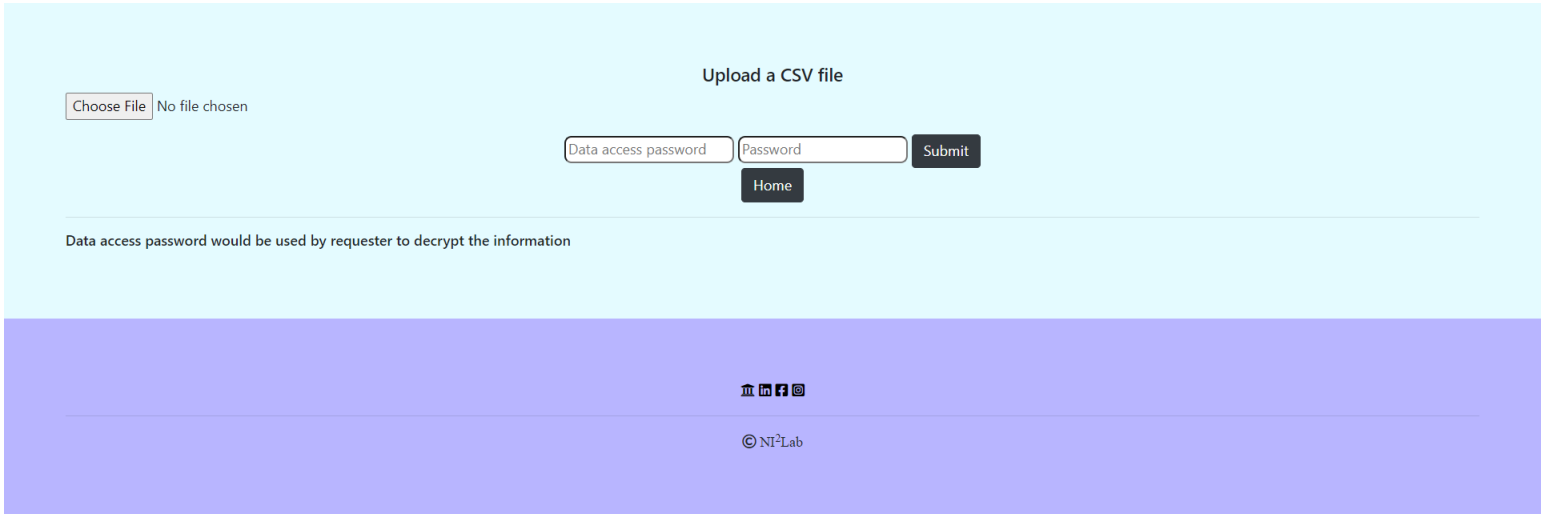 Upload a CSV file
Choose File No file chosen
Data access password Password Submit
Home
Data access password would be used by requester to decrypt the information
© NI²Lab